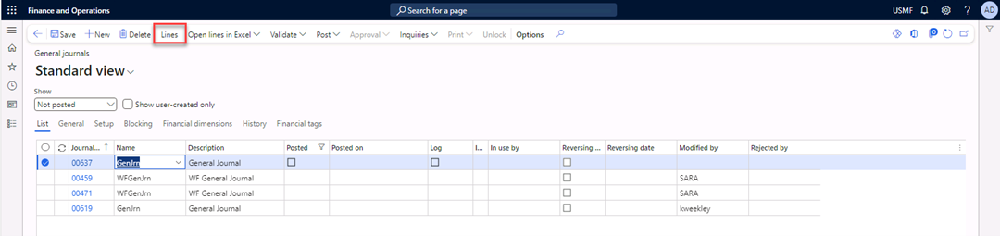 Finance and Operations
Search for a page
USMF
?
AD
Save
New
Delete
Lines
Open lines in Excel
Validate
Post
Approval
Inquiries
Print
Unlock
Options
0
General journals
Standard view
Show
Not posted
Show user-created only
List General Setup Blocking Financial dimensions History Financial tags
Journal... Name Description Posted Posted on Log I... In use by Reversing ... Reversing date Modified by Rejected by
00637 GenJrn General Journal
00459 WFGenJrn WF General Journal SARA
00471 WFGenJrn WF General Journal SARA
00619 GenJrn General Journal kweekley